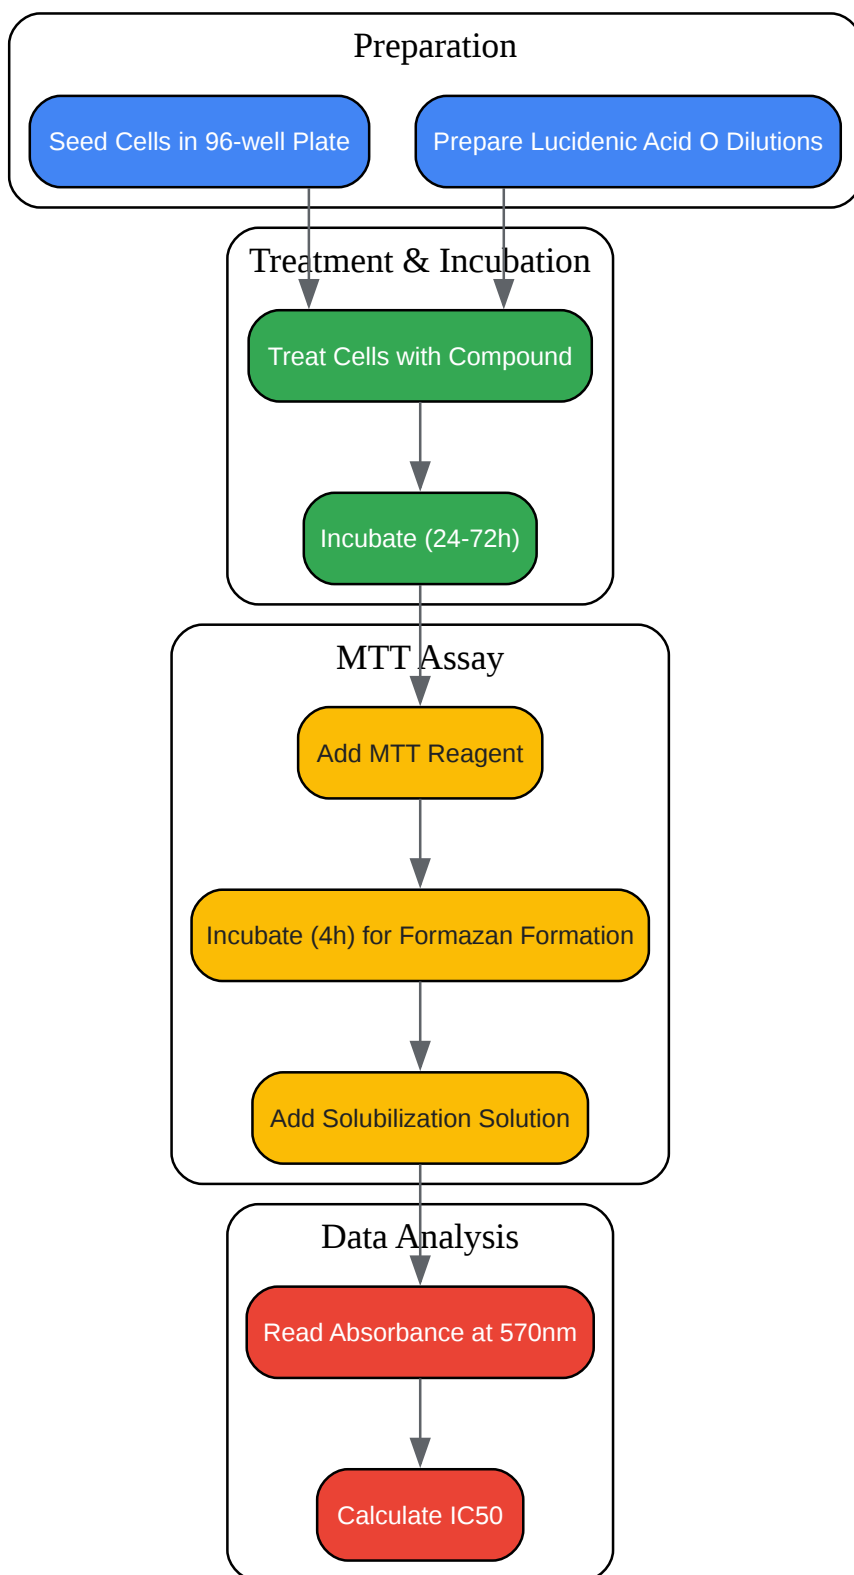 Preparation
Seed Cells in 96-well Plate
Prepare Lucidenic Acid O Dilutions
Treatment & Incubation
Treat Cells with Compound
Incubate (24-72h)
MTT Assay
Add MTT Reagent
Incubate (4h) for Formazan Formation
Add Solubilization Solution
Data Analysis
Read Absorbance at 570nm
Calculate IC50